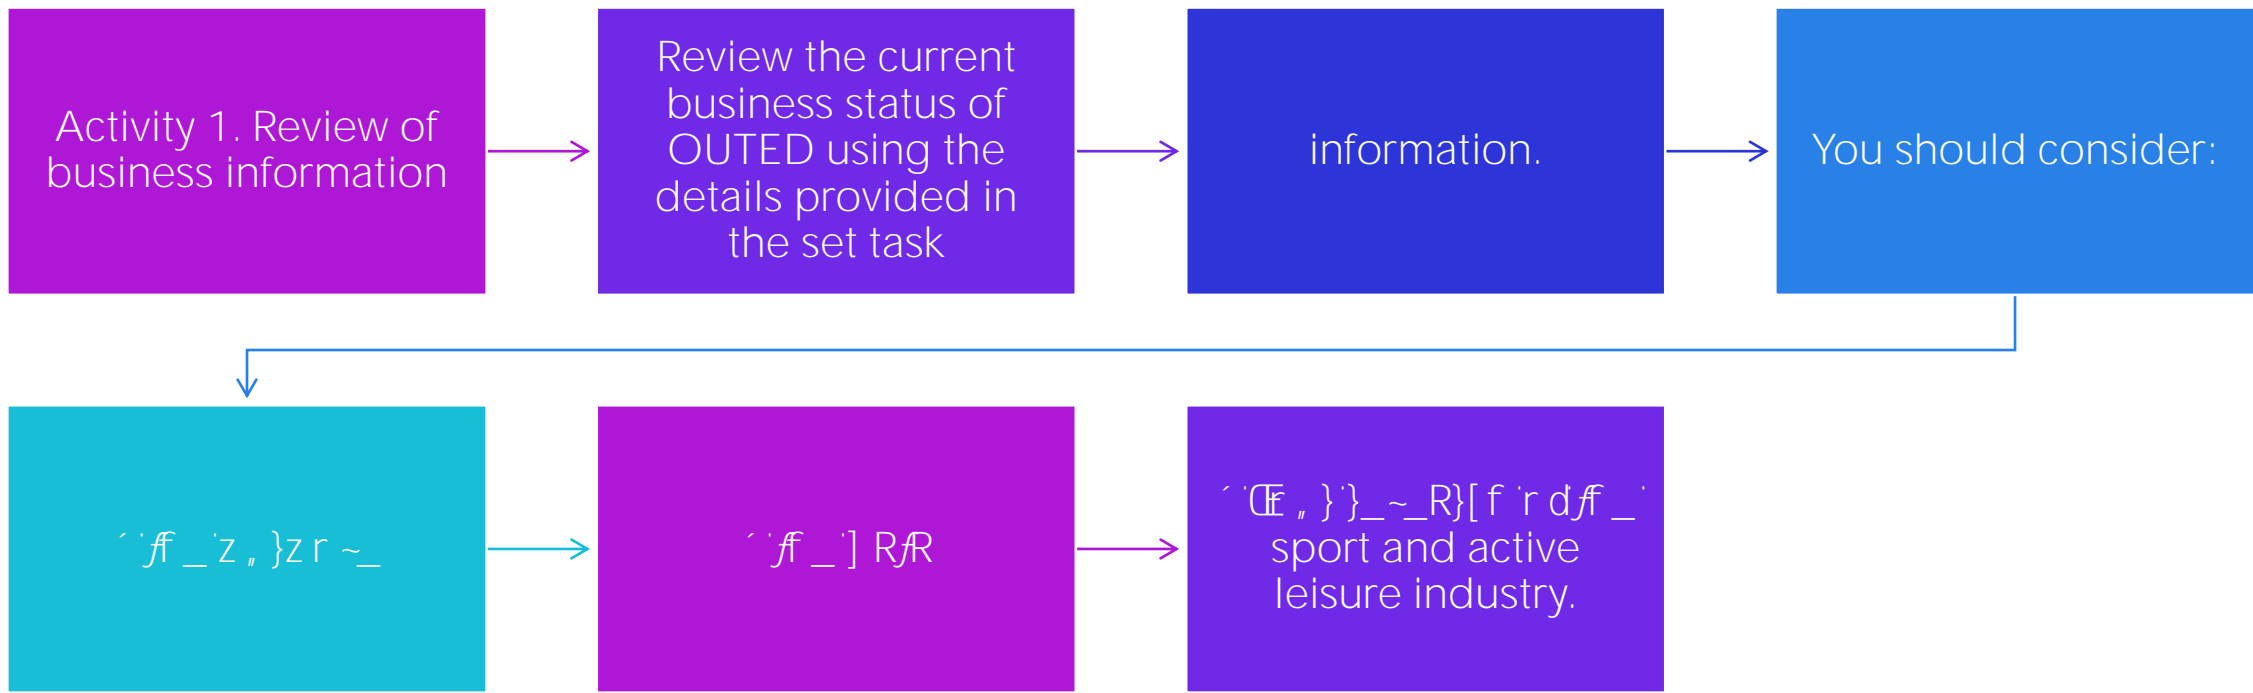 Activity 1. Review of
business information
Review the current
business status of
OUTED using the
details provided in
the set task
information.
You should consider:
sport and active
leisure industry.